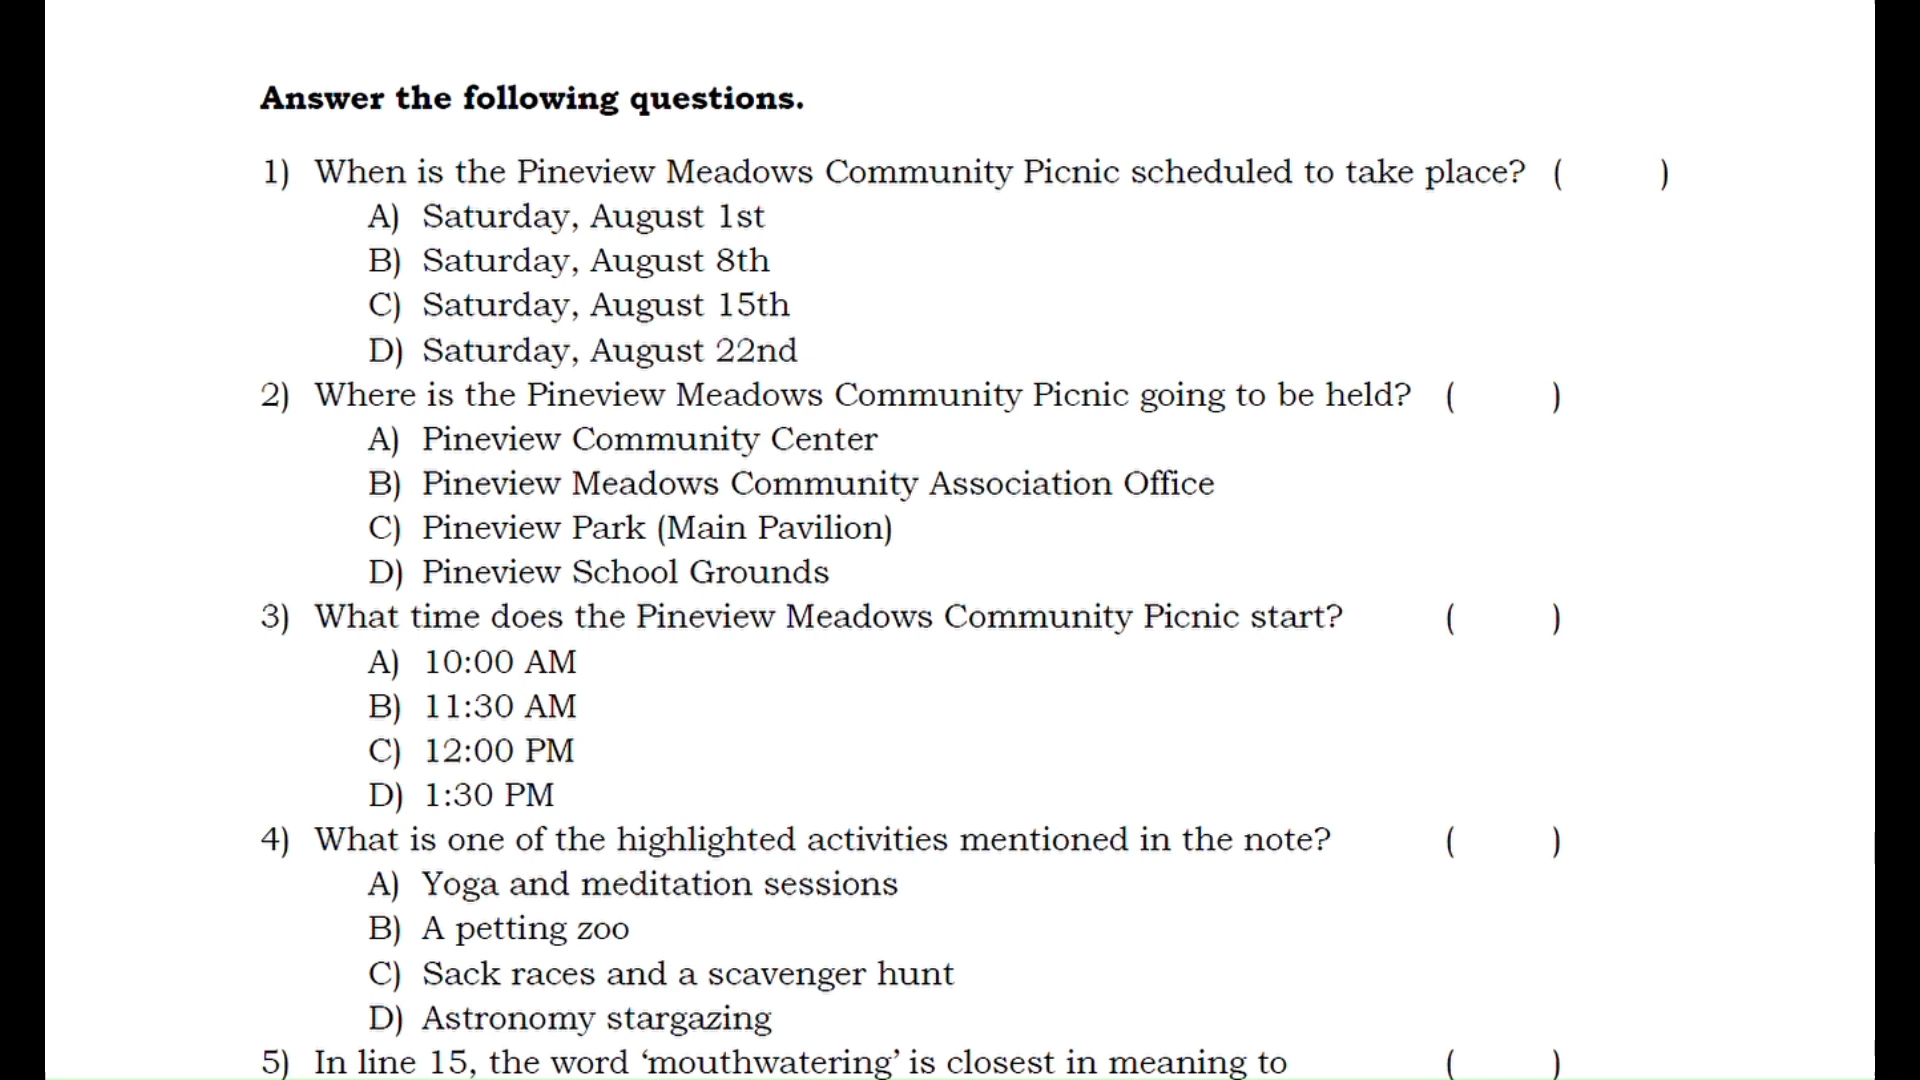 Answer the following questions.
1) When is the Pineview Meadows Community Picnic scheduled to take place? ( )
A) Saturday, August 1st
B) Saturday, August 8th
C) Saturday, August 15th
D) Saturday, August 22nd
2) Where is the Pineview Meadows Community Picnic going to be held? ( )
A) Pineview Community Center
B) Pineview Meadows Community Association Office
C) Pineview Park (Main Pavilion)
D) Pineview School Grounds
3) What time does the Pineview Meadows Community Picnic start? ( )
A) 10:00 AM
B) 11:30 AM
C) 12:00 PM
D) 1:30 PM
4) What is one of the highlighted activities mentioned in the note? ( )
A) Yoga and meditation sessions
B) A petting zoo
C) Sack races and a scavenger hunt
D) Astronomy stargazing
5) In line 15, the word ‘mouthwatering’ is closest in meaning to ( )